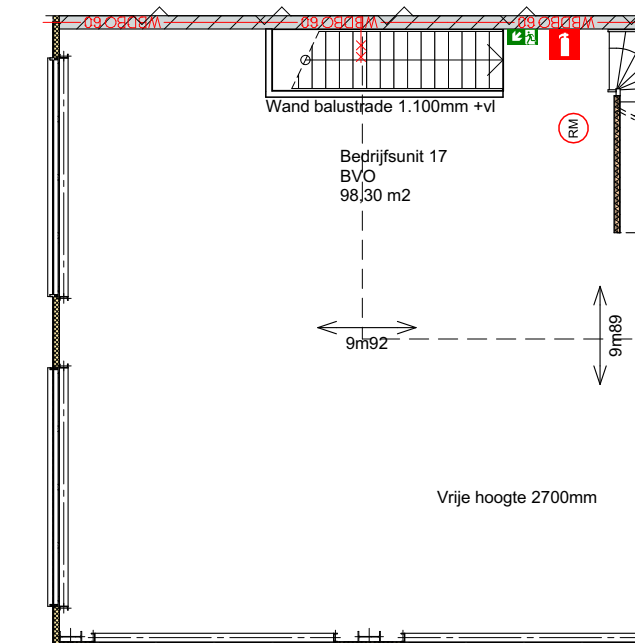 WBDBO 60
WBDBO 60
WBDBO 60
Wand balustrade 1.100mm +vl
RM
Bedrijfsunit 17
BVO
98,30 m2
9m92
9m89
Vrije hoogte 2700mm